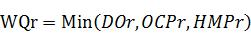 WQr = Min(DOr, OCPr, HMPr)